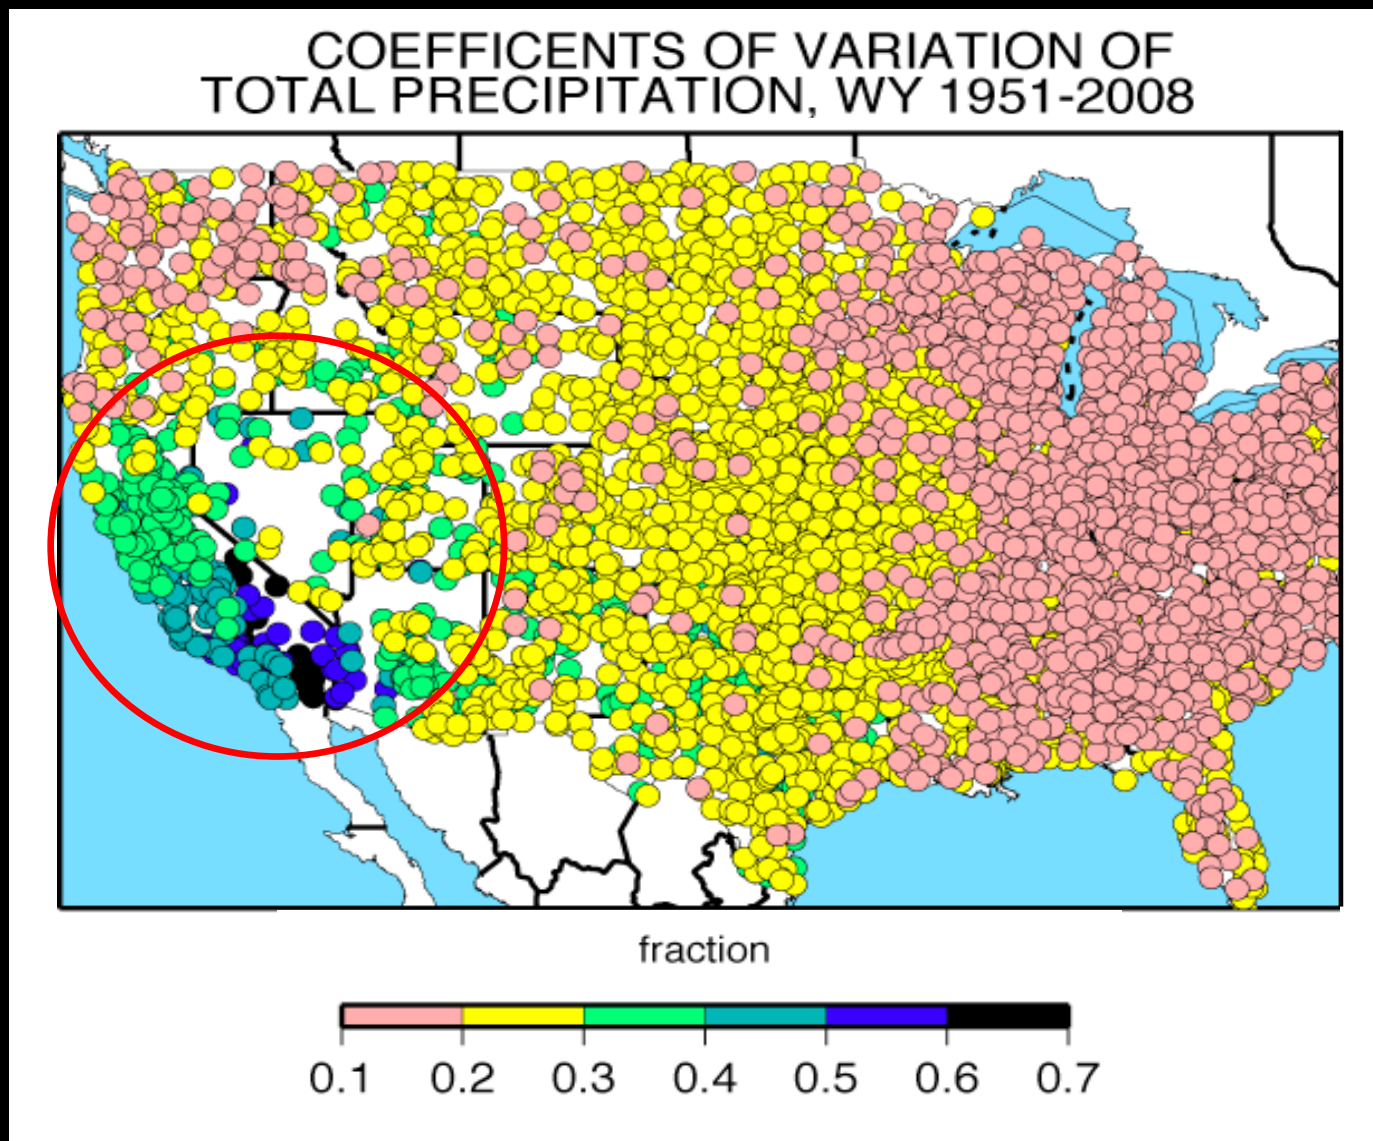 COEFFICENTS OF VARIATION OF
TOTAL PRECIPITATION, WY 1951-2008
fraction
0.1 0.2 0.3 0.4 0.5 0.6 0.7